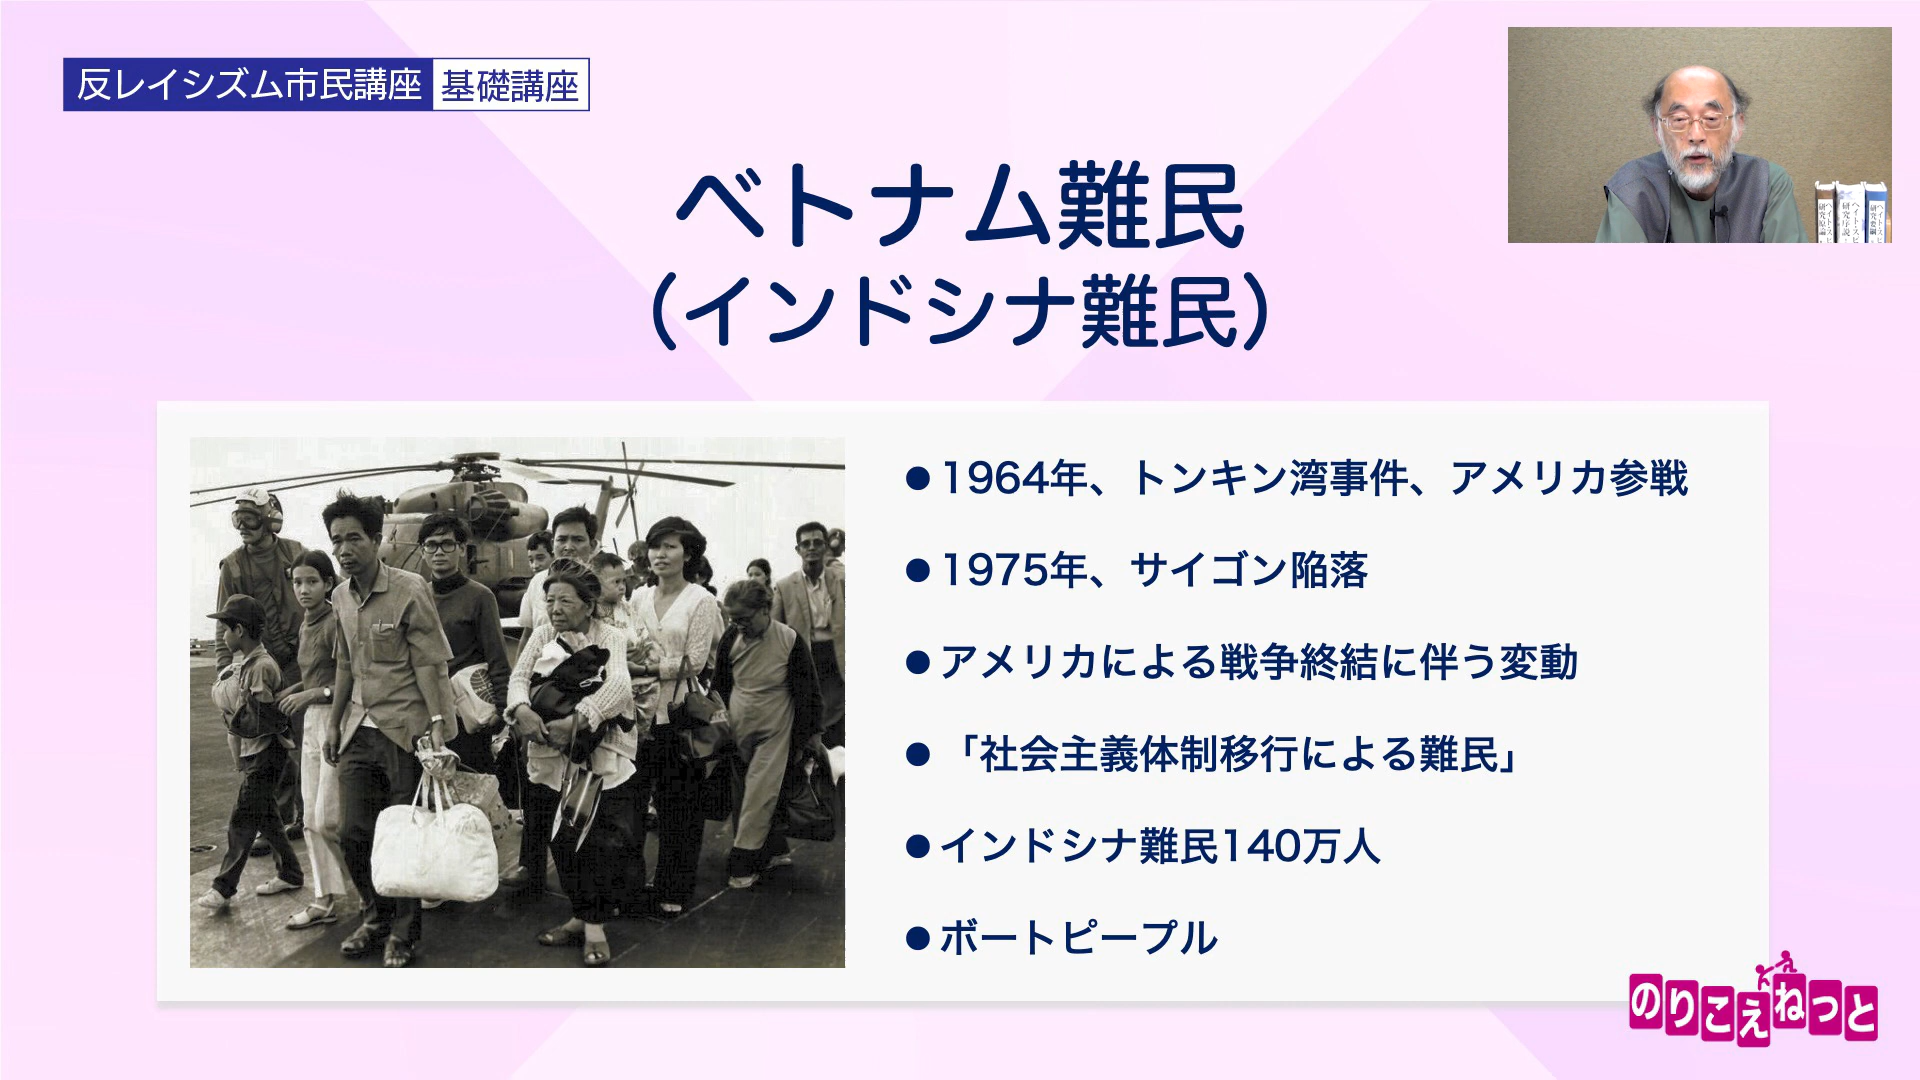 反レイシズム市民講座 基礎講座
ベトナム難民
（インドシナ難民）
●1964年、トンキン湾事件、アメリカ参戦
●1975年、サイゴン陥落
●アメリカによる戦争終結に伴う変動
●「社会主義体制移行による難民」
●インドシナ難民140万人
●ボートピープル
のりこえねっと